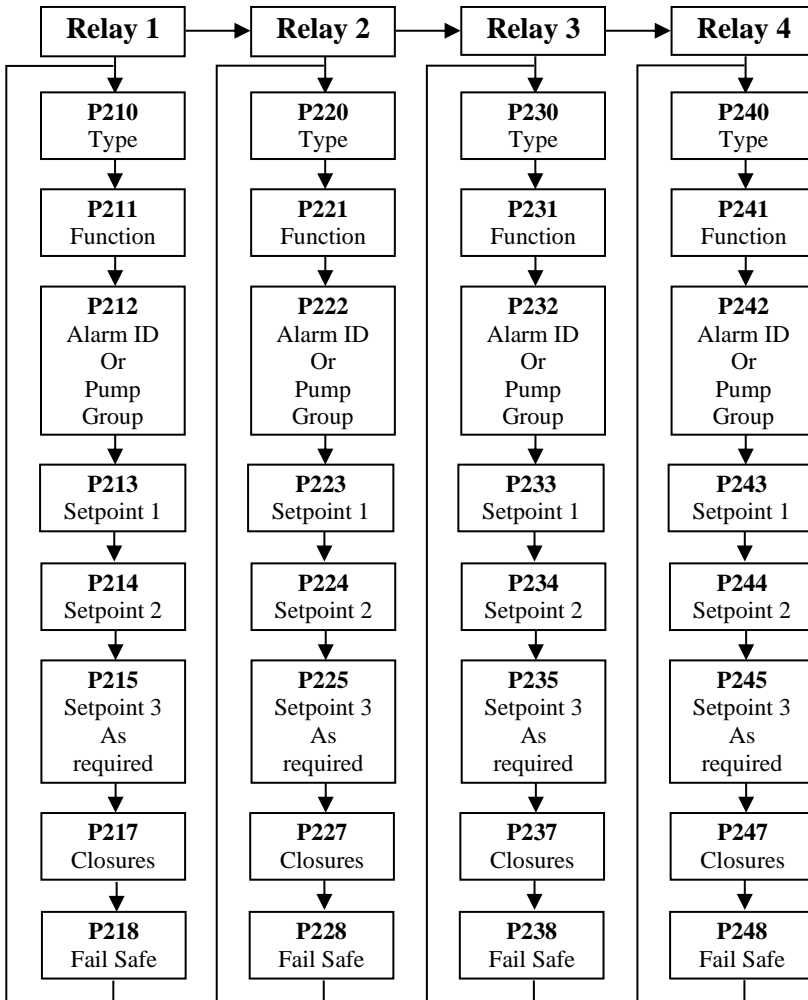 Relay 1
Relay 2
Relay 3
Relay 4
P210
Type
P220
Type
P230
Type
P240
Type
P211
Function
P221
Function
P231
Function
P241
Function
P212
Alarm ID
Or
Pump
Group
P222
Alarm ID
Or
Pump
Group
P232
Alarm ID
Or
Pump
Group
P242
Alarm ID
Or
Pump
Group
P213
Setpoint 1
P223
Setpoint 1
P233
Setpoint 1
P243
Setpoint 1
P214
Setpoint 2
P224
Setpoint 2
P234
Setpoint 2
P244
Setpoint 2
P215
Setpoint 3
As
required
P225
Setpoint 3
As
required
P235
Setpoint 3
As
required
P245
Setpoint 3
As
required
P217
Closures
P227
Closures
P237
Closures
P247
Closures
P218
Fail Safe
P228
Fail Safe
P238
Fail Safe
P248
Fail Safe